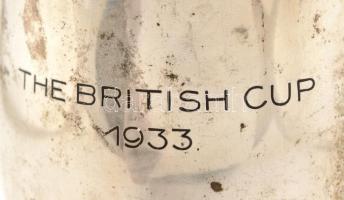 THE BRITISH CUP
1933.